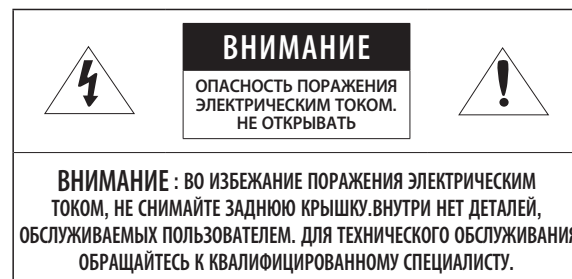 ВНИМАНИЕ
ОПАСНОСТЬ ПОРАЖЕНИЯ
ЭЛЕКТРИЧЕСКИМ ТОКОМ.
НЕ ОТКРЫВАТЬ
ВНИМАНИЕ : ВО ИЗБЕЖАНИЕ ПОРАЖЕНИЯ ЭЛЕКТРИЧЕСКИМ
ТОКОМ, НЕ СНИМАЙТЕ ЗАДНЮЮ КРЫШКУ.ВНУТРИ НЕТ ДЕТАЛЕЙ,
ОБСЛУЖИВАЕМЫХ ПОЛЬЗОВАТЕЛЕМ. ДЛЯ ТЕХНИЧЕСКОГО ОБСЛУЖИВАНИЯ
ОБРАЩАЙТЕСЬ К КВАЛИФИЦИРОВАННОМУ СПЕЦИАЛИСТУ.